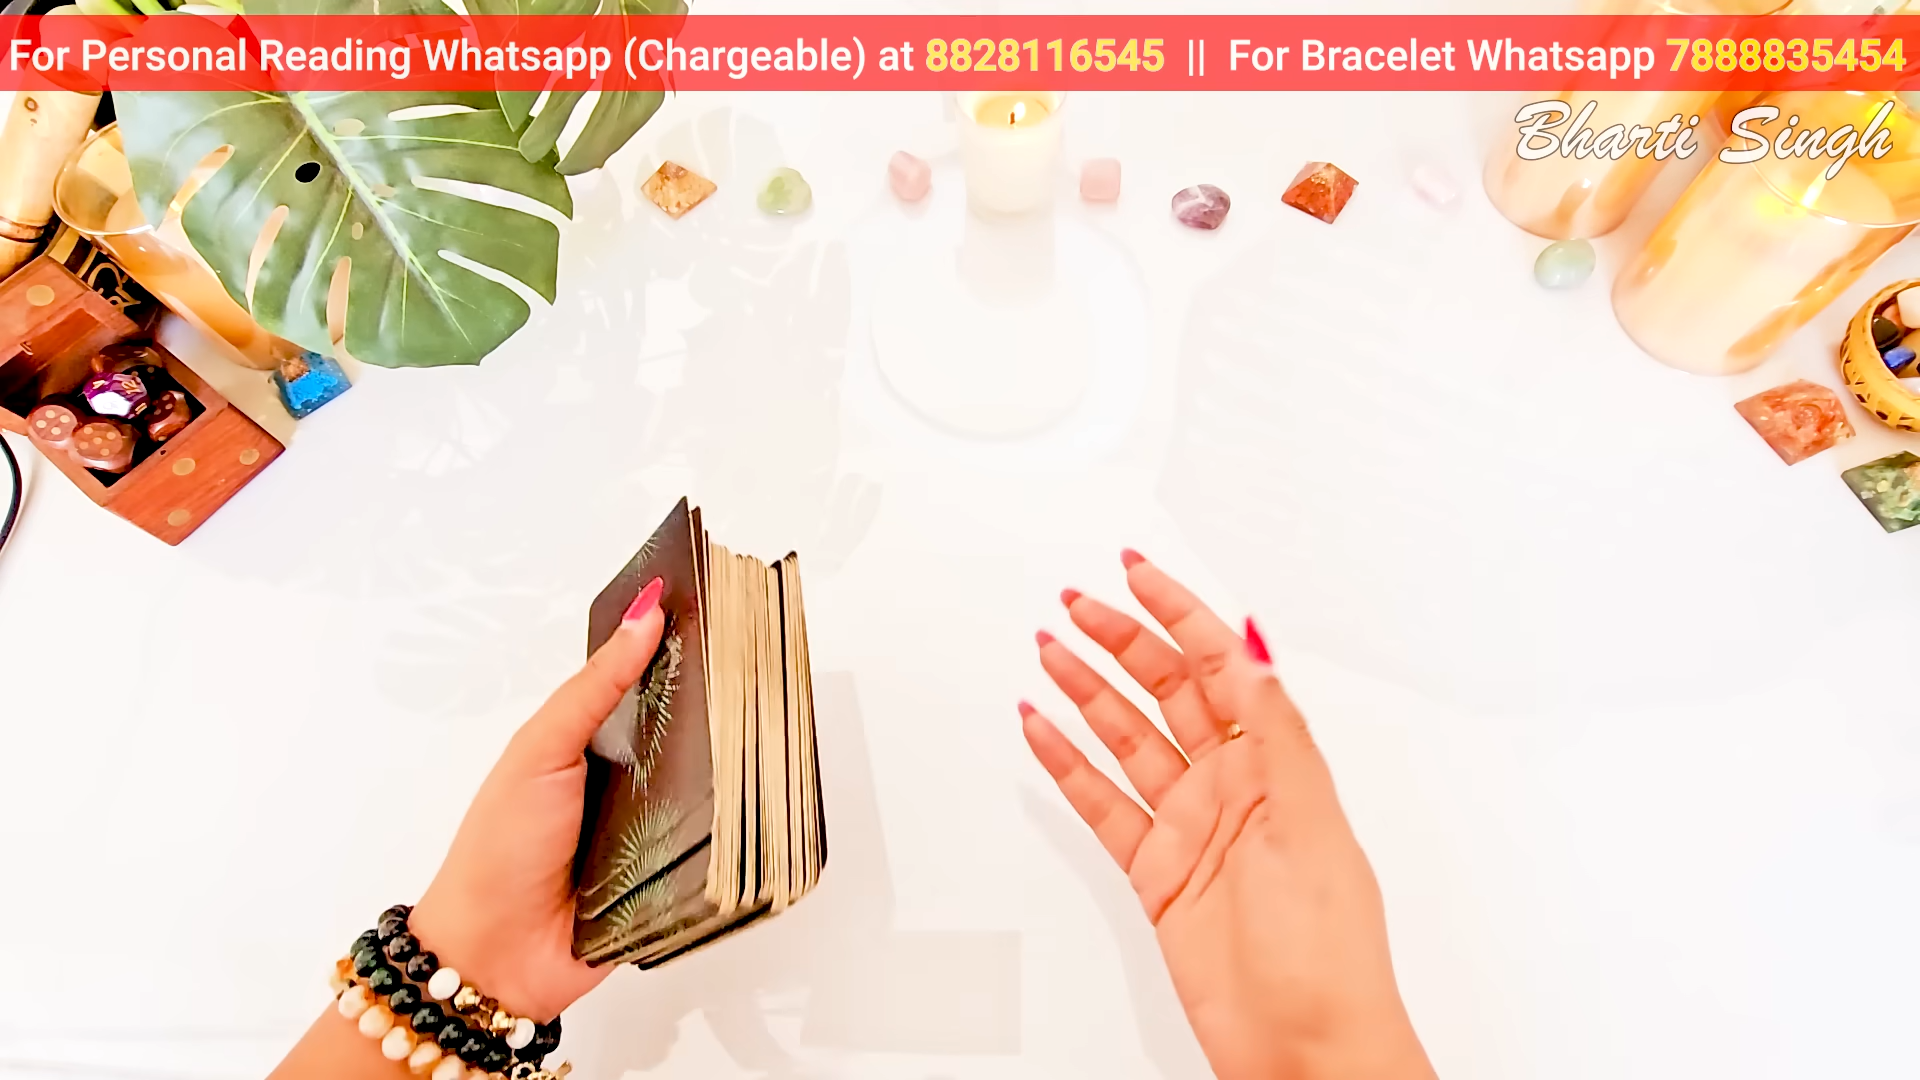 For Personal Reading Whatsapp (Chargeable) at 8828116545 || For Bracelet Whatsapp 7888835454
Bharti Singh